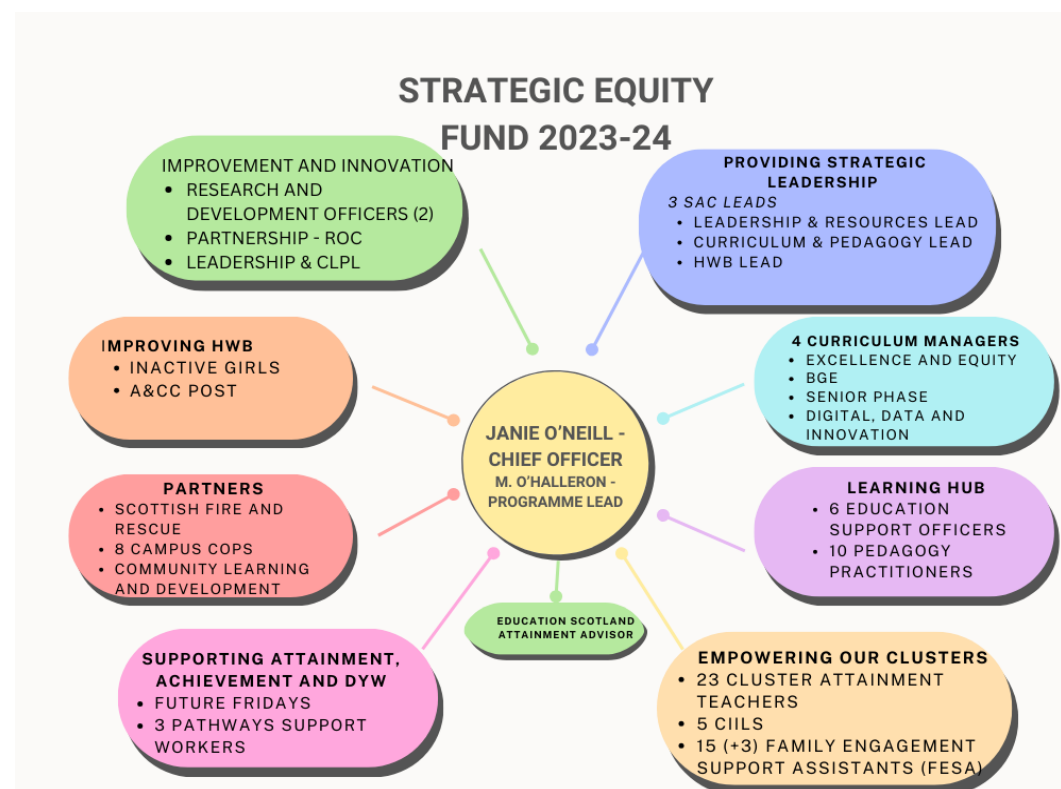 STRATEGIC EQUITY
FUND 2023-24
IMPROVEMENT AND INNOVATION
• RESEARCH AND
DEVELOPMENT OFFICERS (2)
• PARTNERSHIP - ROC
• LEADERSHIP & CLPL
PROVIDING STRATEGIC
LEADERSHIP
3 SAC LEADS
• LEADERSHIP & RESOURCES LEAD
• CURRICULUM & PEDAGOGY LEAD
• HWB LEAD
IMPROVING HWB
• INACTIVE GIRLS
• A&CC POST
4 CURRICULUM MANAGERS
• EXCELLENCE AND EQUITY
• BGE
• SENIOR PHASE
• DIGITAL, DATA AND
INNOVATION
JANIE O'NEILL -
CHIEF OFFICER
M. O'HALLERON -
PROGRAMME LEAD
PARTNERS
• SCOTTISH FIRE AND
RESCUE
• 8 CAMPUS COPS
• COMMUNITY LEARNING
AND DEVELOPMENT
LEARNING HUB
• 6 EDUCATION
SUPPORT OFFICERS
• 10 PEDAGOGY
PRACTITIONERS
EDUCATION SCOTLAND
ATTAINMENT ADVISOR
SUPPORTING ATTAINMENT,
ACHIEVEMENT AND DYW
• FUTURE FRIDAYS
• 3 PATHWAYS SUPPORT
WORKERS
EMPOWERING OUR CLUSTERS
• 23 CLUSTER ATTAINMENT
TEACHERS
• 5 CIILS
• 15 (+3) FAMILY ENGAGEMENT
SUPPORT ASSISTANTS (FESA)